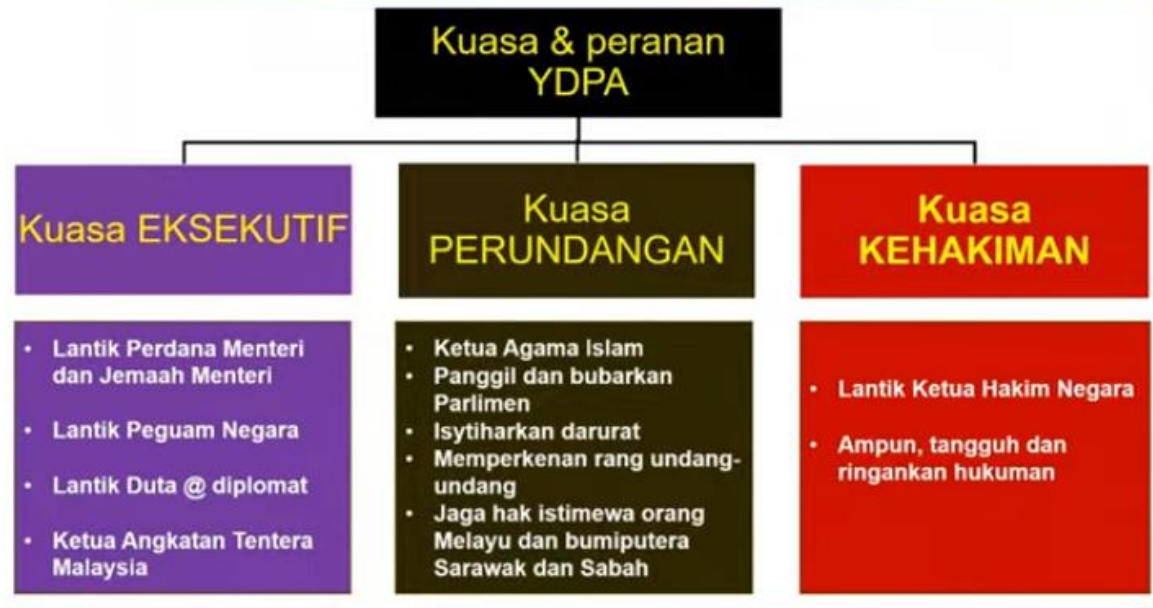 Kuasa & peranan
YDPA
Kuasa EKSEKUTIF
• Lantik Perdana Menteri
dan Jemaah Menteri
• Lantik Peguam Negara
• Lantik Duta @ diplomat
• Ketua Angkatan Tentera
Malaysia
Kuasa
PERUNDANGAN
• Ketua Agama Islam
• Panggil dan bubarkan
Parlimen
• Isytiharkan darurat
• Memperkenan rang undang-
undang
• Jaga hak istimewa orang
Melayu dan bumiputera
Sarawak dan Sabah
Kuasa
KEHAKIMAN
• Lantik Ketua Hakim Negara
• Ampun, tangguh dan
ringankan hukuman